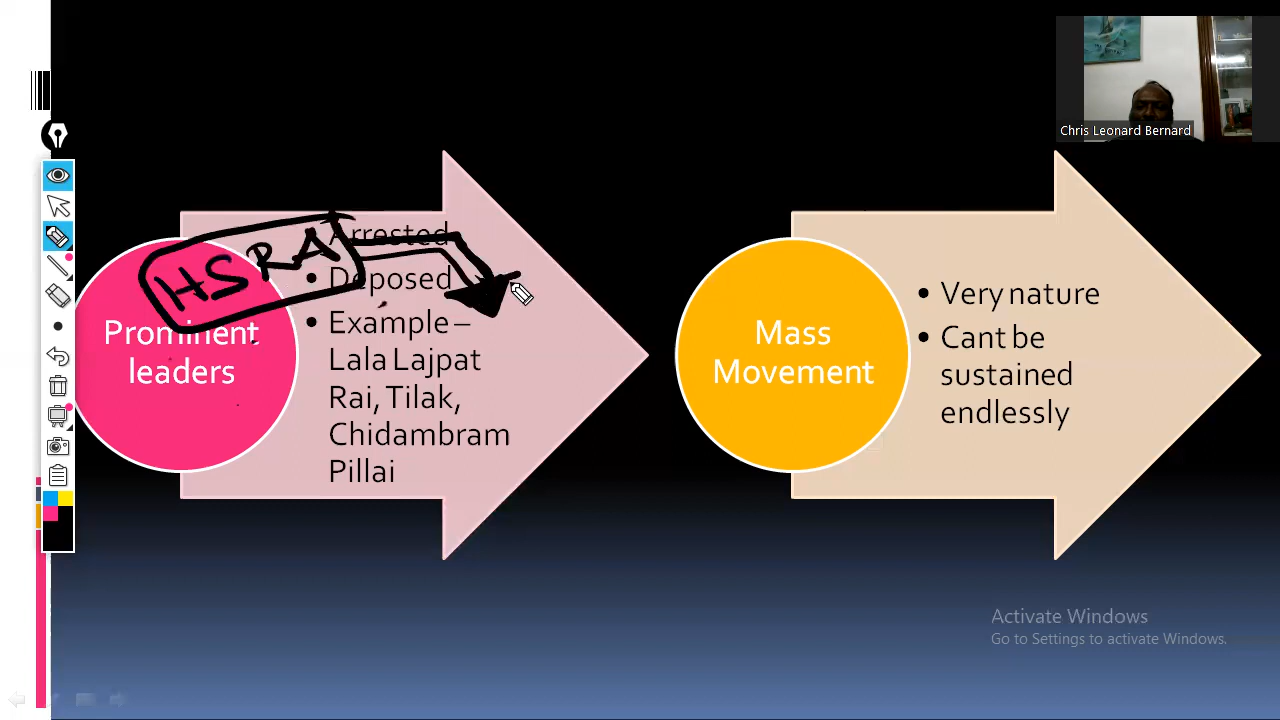 Chris Leonard Bernard
HSRA
Prominent
leaders
• Arrested
• Deposed
• Example –
Lala Lajpat
Rai, Tilak,
Chidambram
Pillai
Mass
Movement
• Very nature
• Cant be
sustained
endlessly
Activate Windows
Go to Settings to activate Windows.